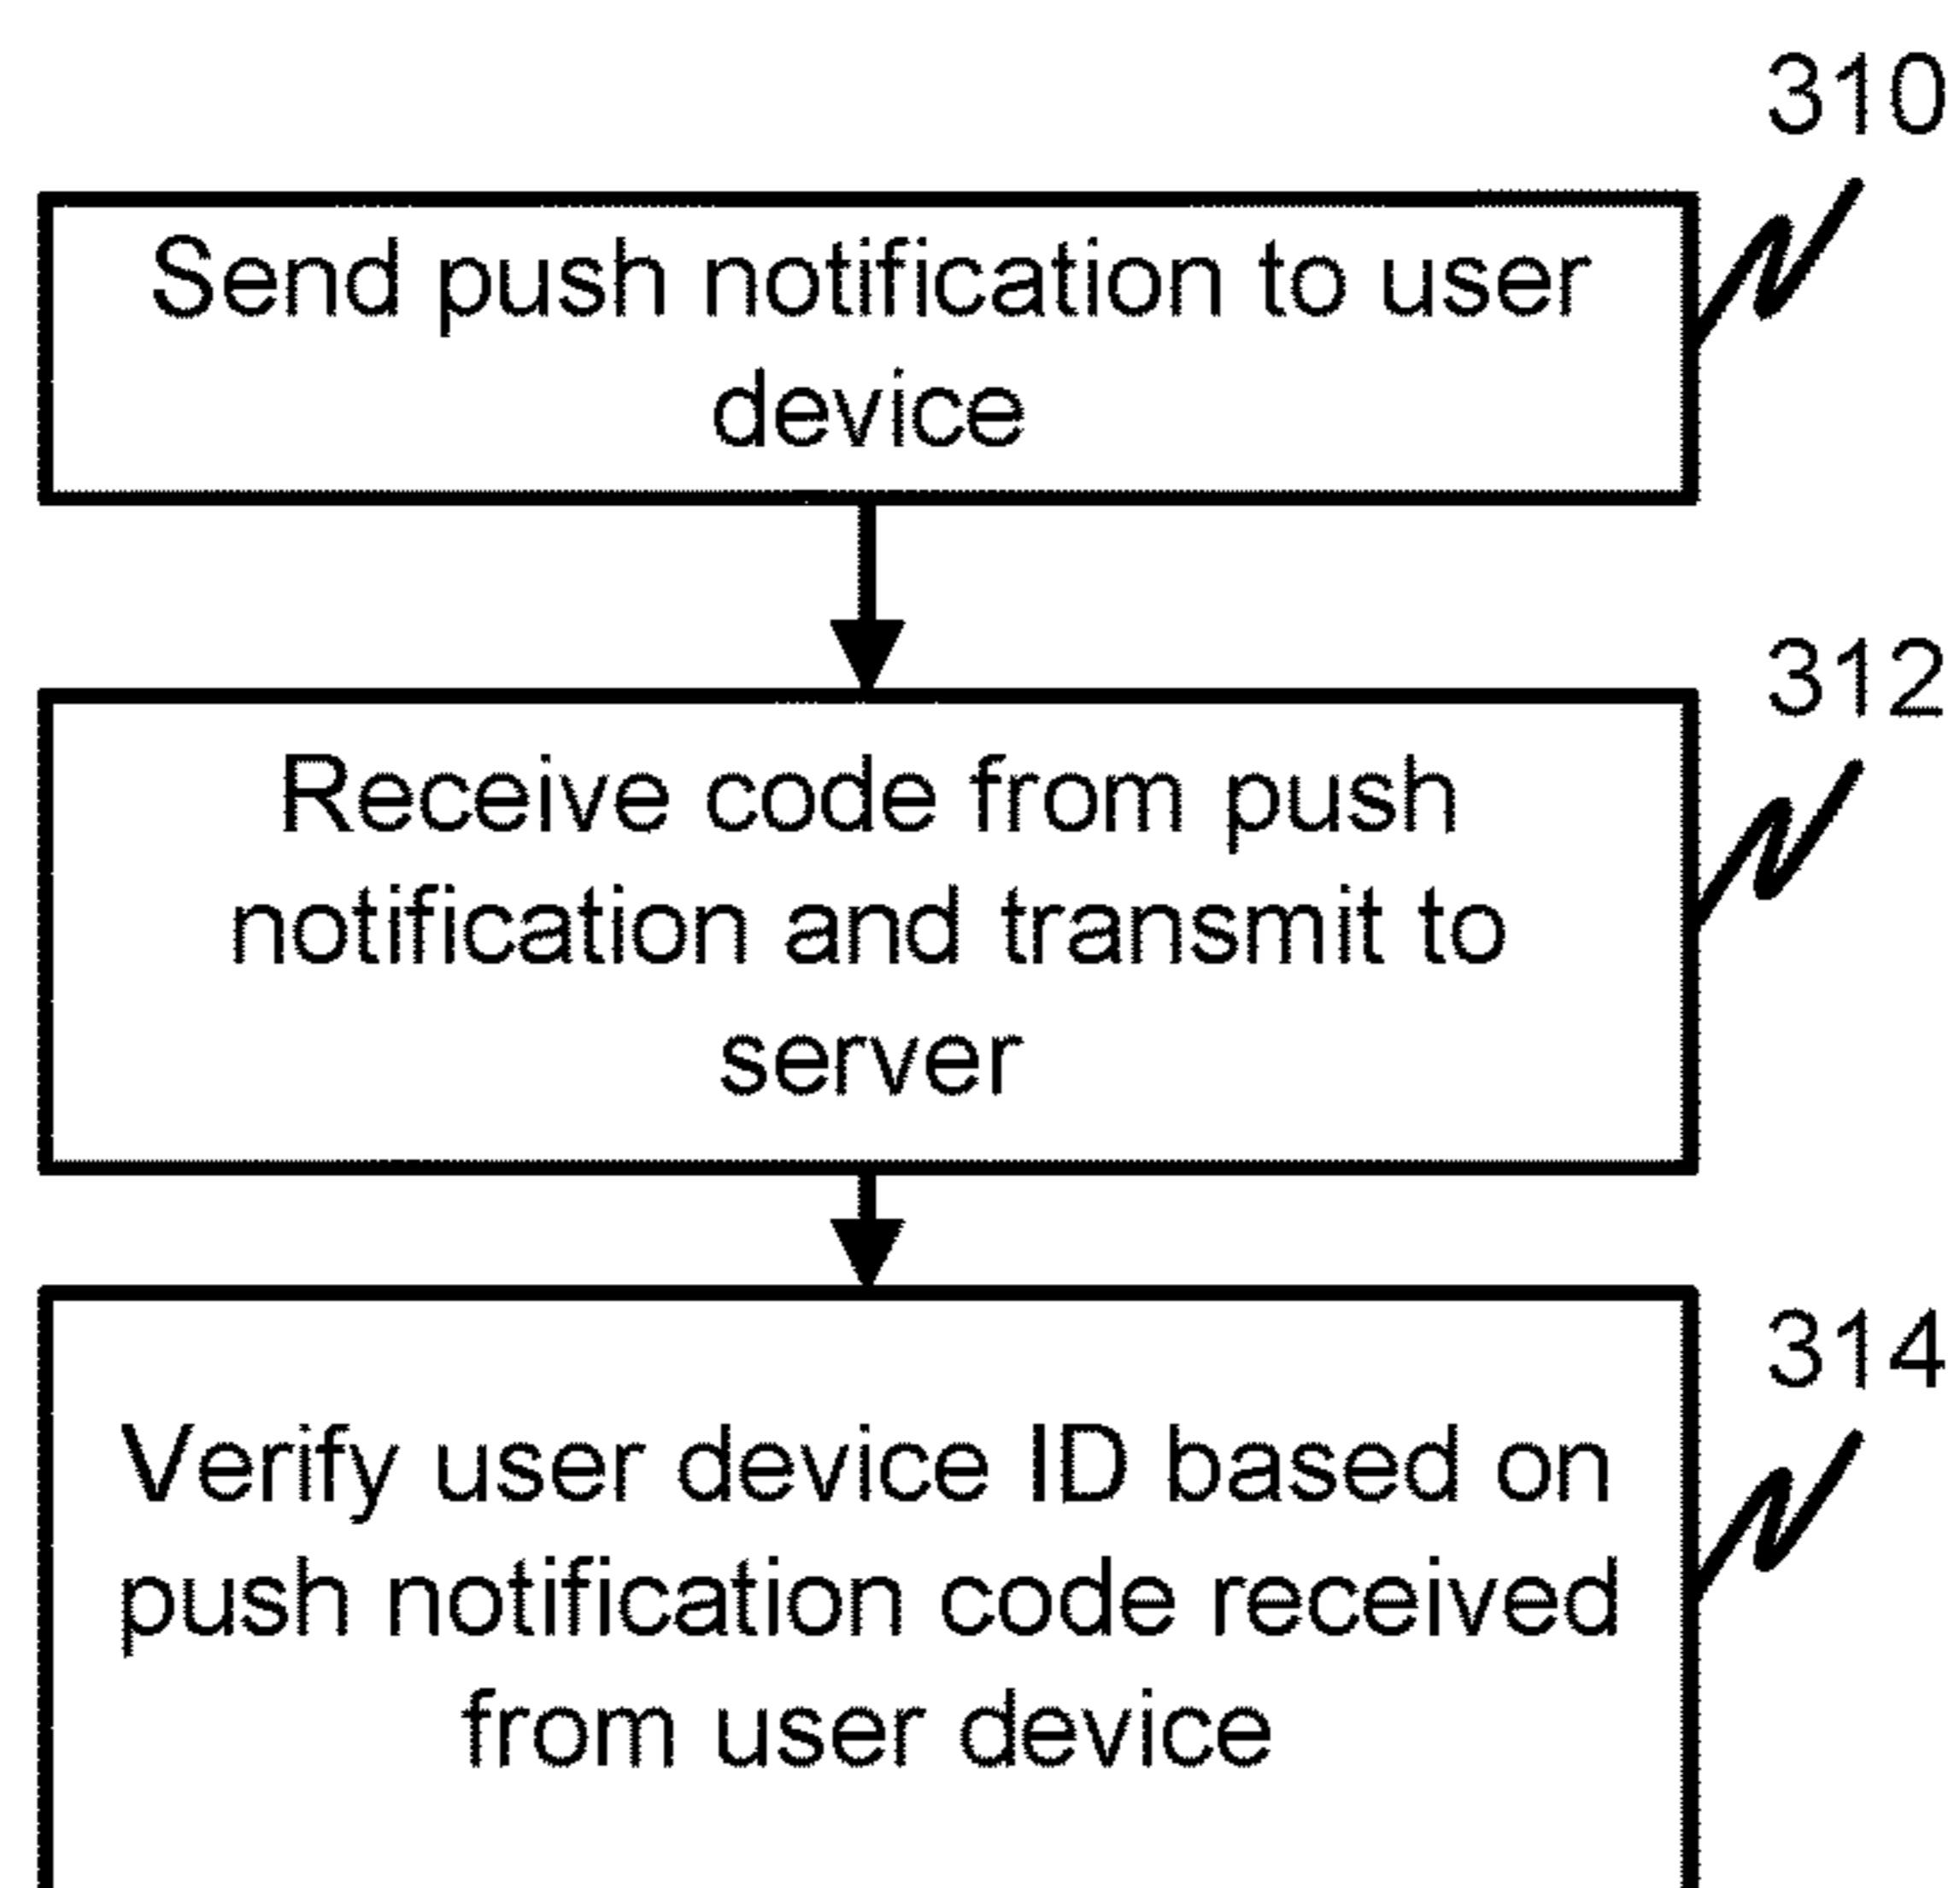 310
Send push notification to user
device
312
Receive code from push
notification and transmit to
server
314
Verify user device ID based on
push notification code received
from user device